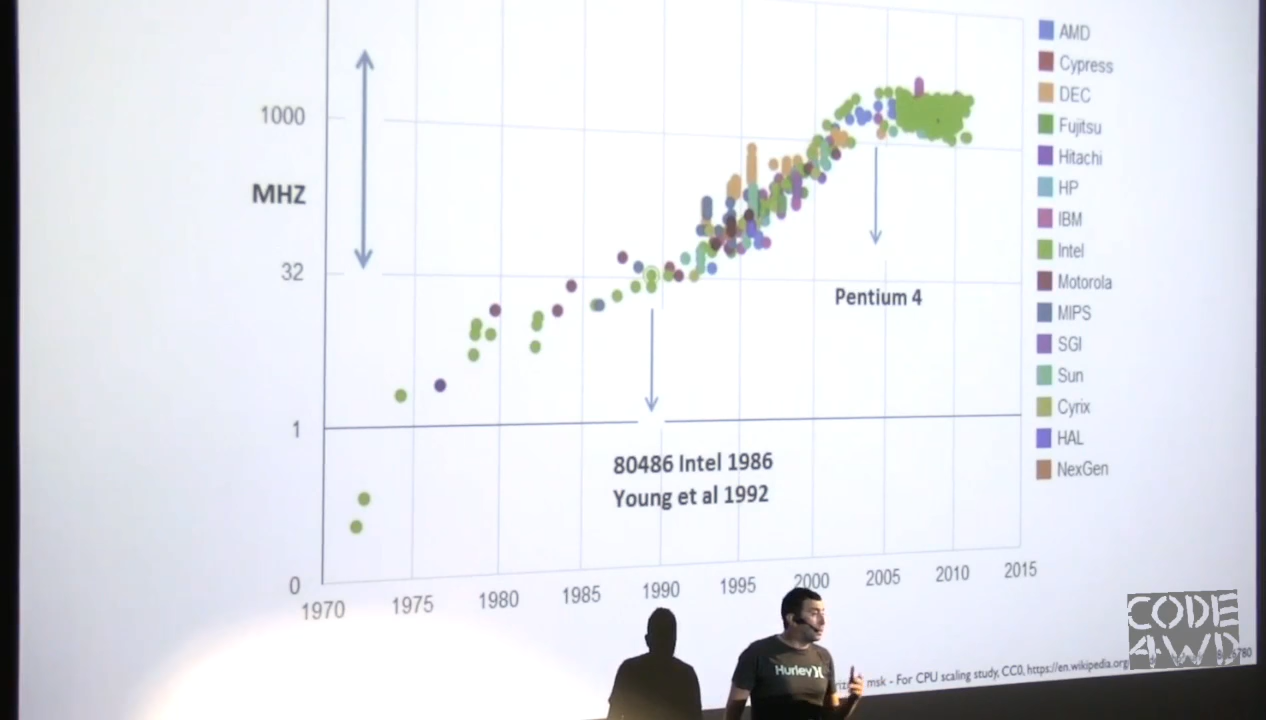 1000
MHZ
32
1
0
1970
1975
1980
1985
1990
1995
2000
2005
2010
2015
Pentium 4
80486 Intel 1986
Young et al 1992
AMD
Cypress
DEC
Fujitsu
Hitachi
HP
IBM
Intel
Motorola
MIPS
SGI
Sun
Cyrix
HAL
NexGen
Hurley
msk - For CPU scaling study, CC0, https://en.wikipedia.org
CODE
4WD